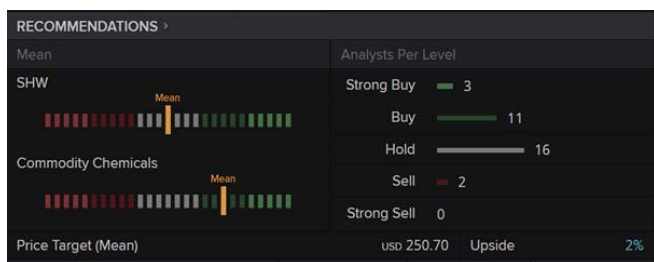 RECOMMENDATIONS >
Mean
Analysts Per Level
SHW
Mean
Commodity Chemicals
Mean
Strong Buy 3
Buy 11
Hold 16
Sell 2
Strong Sell 0
Price Target (Mean) USD 250.70 Upside 2%